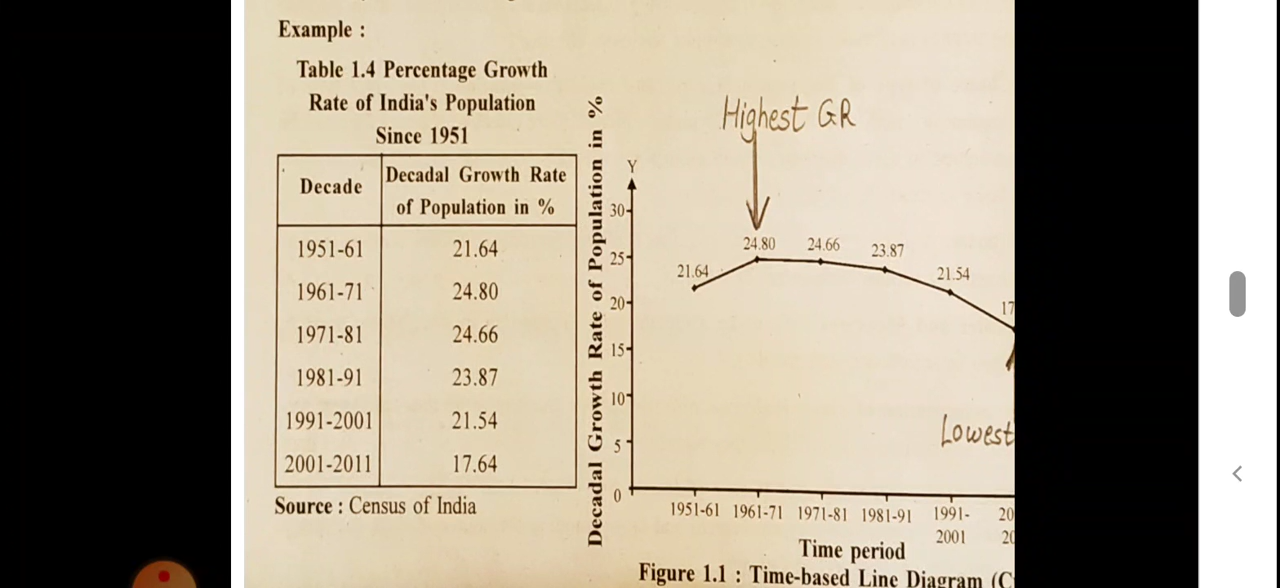 Example :
Table 1.4 Percentage Growth
Rate of India's Population
Since 1951
Decade
Decadal Growth Rate
of Population in %
1951-61 21.64
1961-71 24.80
1971-81 24.66
1981-91 23.87
1991-2001 21.54
2001-2011 17.64
Source : Census of India
Decadal Growth Rate of Population in %
Highest GR
Y
30
25
20
15
10
5
0
21.64
24.80
24.66
23.87
21.54
17
Lowest
1951-61 1961-71 1971-81 1981-91 1991- 20
2001 20
Time period
Figure 1.1 : Time-based Line Diagram (C